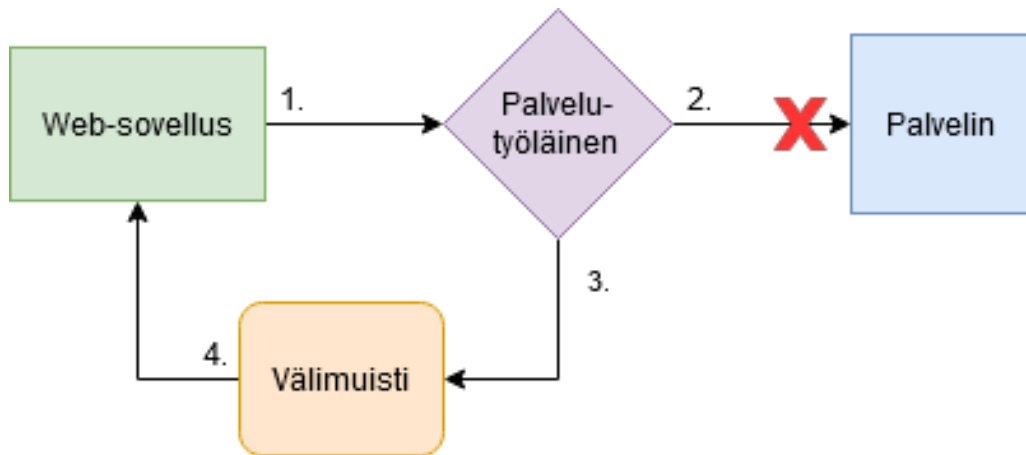 Web-sovellus
1.
Palvelu-
työläinen
2.
Palvelin
3.
4.
Välimuisti